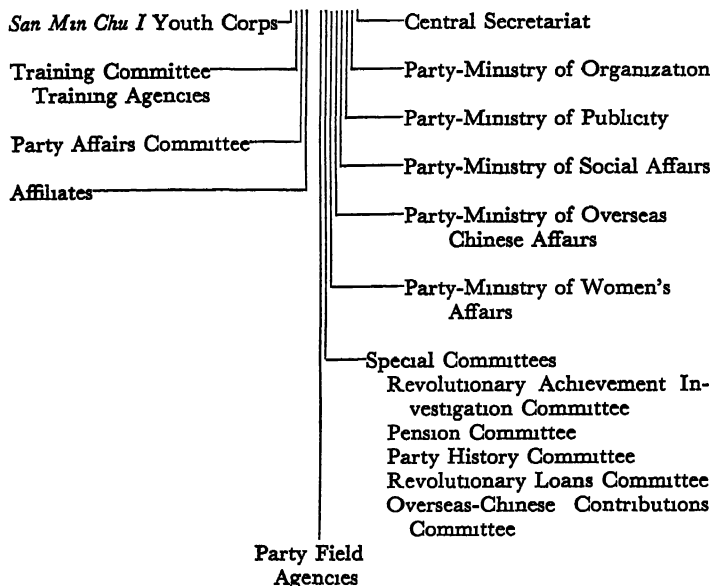 San Min Chu I Youth Corps
Training Committee
Training Agencies
Party Affairs Committee
Affiliates
Central Secretariat
Party-Ministry of Organization
Party-Ministry of Publicity
Party-Ministry of Social Affairs
Party-Ministry of Overseas
Chinese Affairs
Party-Ministry of Women's
Affairs
Special Committees
Revolutionary Achievement In-
vestigation Committee
Pension Committee
Party History Committee
Revolutionary Loans Committee
Overseas-Chinese Contributions
Committee
Party Field
Agencies